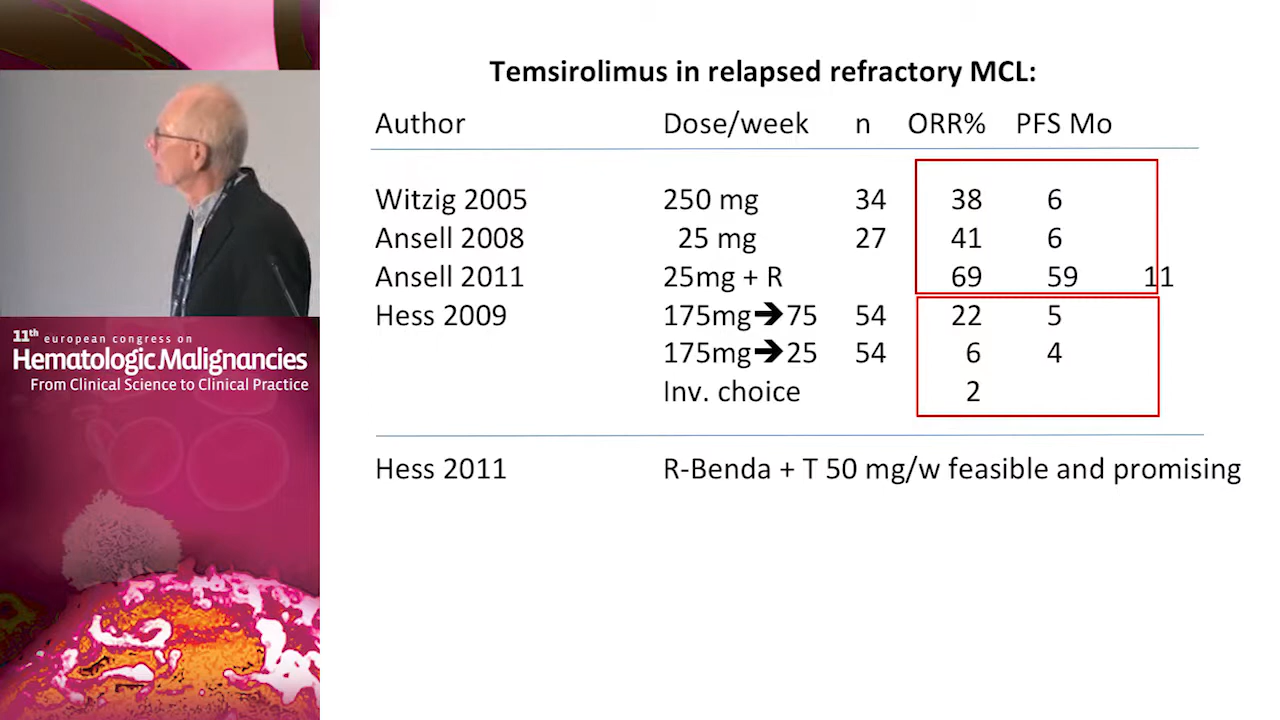 Temsirolimus in relapsed refractory MCL:
Author Dose/week n ORR% PFS Mo
Witzig 2005 250 mg 34 38 6
Ansell 2008 25 mg 27 41 6
Ansell 2011 25mg + R 69 59 11
Hess 2009 175mg➔75 54 22 5
175mg➔25 54 6 4
Inv. choice 2
Hess 2011 R-Benda + T 50 mg/w feasible and promising
11th european congress on
Hematologic Malignancies
From Clinical Science to Clinical Practice